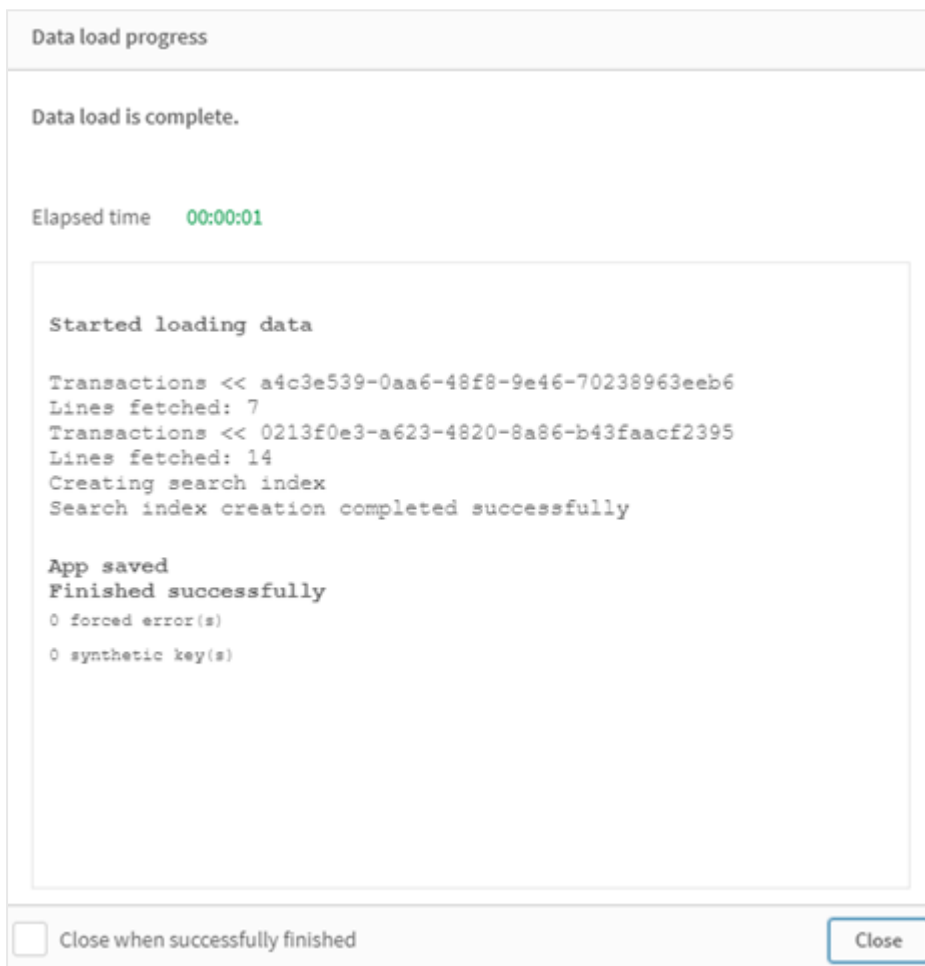 Data load progress
Data load is complete.
Elapsed time 00:00:01
Started loading data
Transactions << a4c3e539-0aa6-48f8-9e46-70238963eeb6
Lines fetched: 7
Transactions << 0213f0e3-a623-4820-8a86-b43faacf2395
Lines fetched: 14
Creating search index
Search index creation completed successfully
App saved
Finished successfully
0 forced error(s)
0 synthetic key(s)
Close when successfully finished Close